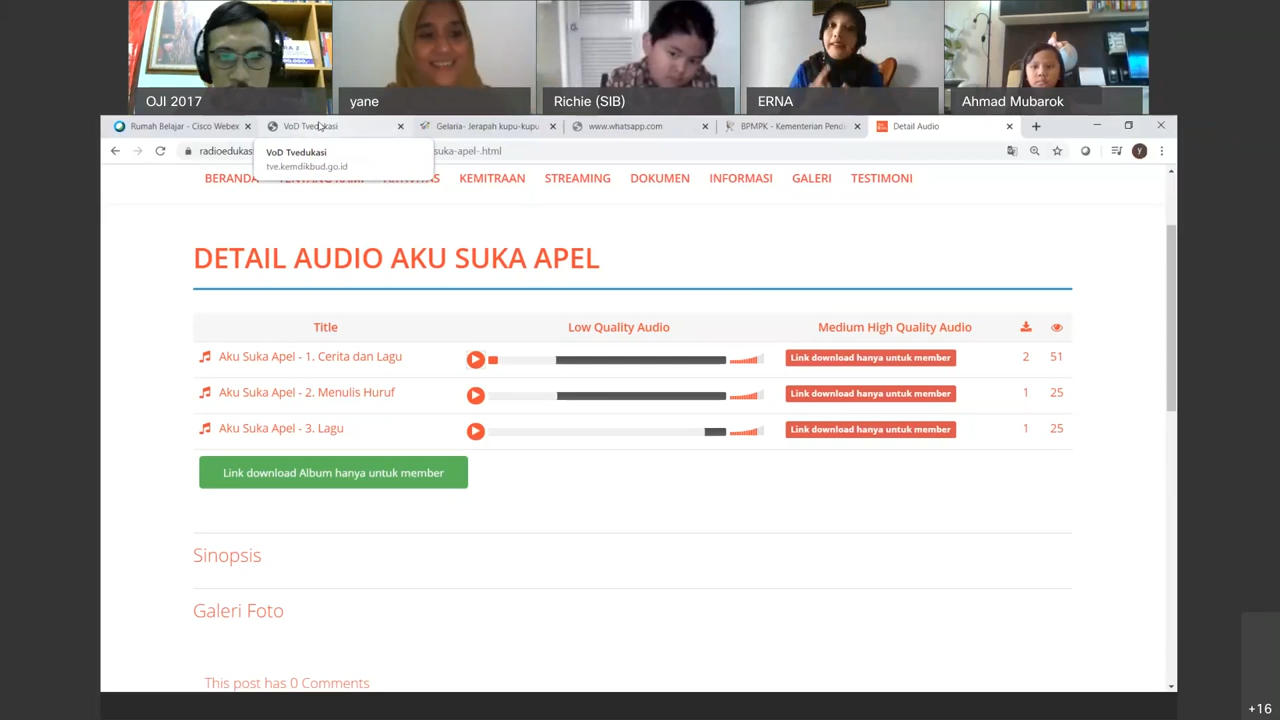 OJI 2017
yane
Richie (SIB)
ERNA
Ahmad Mubarok
Rumah Belajar - Cisco Webex
VoD Tvedukasi
Gelaria- Jerapah kupu-kupu
www.whatsapp.com
BPMPK - Kementerian Pend
Detail Audio
radioedukas
suka-apel-.html
VoD Tvedukasi
tve.kemdikbud.go.id
BERANDA
KEMITRAAN
STREAMING
DOKUMEN
INFORMASI
GALERI
TESTIMONI
DETAIL AUDIO AKU SUKA APEL
Title
Low Quality Audio
Medium High Quality Audio
Aku Suka Apel - 1. Cerita dan Lagu
Link download hanya untuk member
2
51
Aku Suka Apel - 2. Menulis Huruf
Link download hanya untuk member
1
25
Aku Suka Apel - 3. Lagu
Link download hanya untuk member
1
25
Link download Album hanya untuk member
Sinopsis
Galeri Foto
This post has 0 Comments
+16